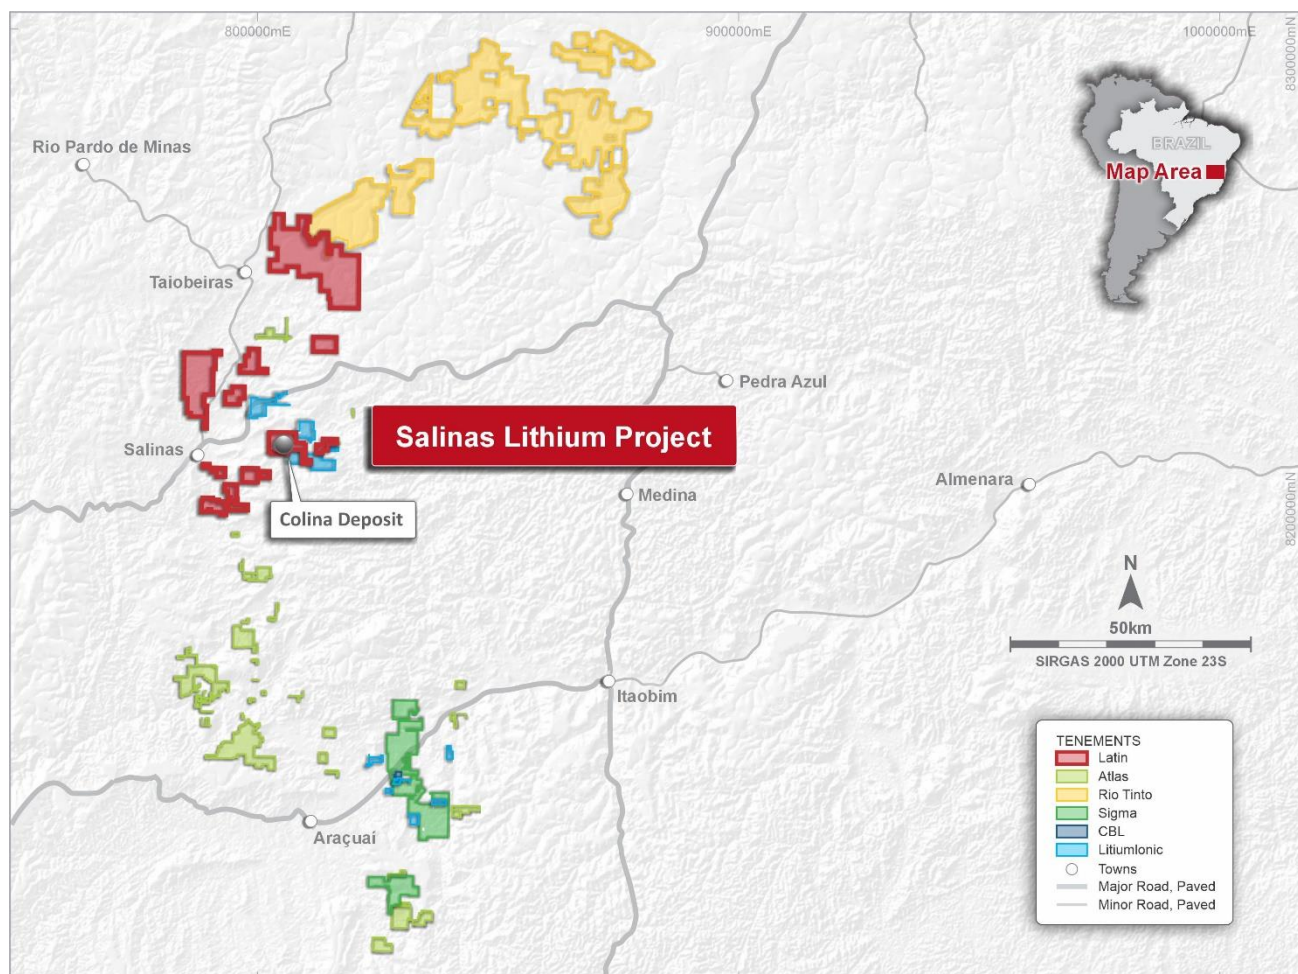 800000mE
900000mE
1000000mE
8300000mN
Rio Pardo de Minas
BRAZIL
Map Area
Taiobeiras
Pedra Azul
Salinas Lithium Project
Salinas
Almenara
Medina
Colina Deposit
8200000mN
N
50km
SIRGAS 2000 UTM Zone 23S
Itaobim
Araçuaí
TENEMENTS
Latin
Atlas
Rio Tinto
Sigma
CBL
LitiumIonic
Towns
Major Road, Paved
Minor Road, Paved